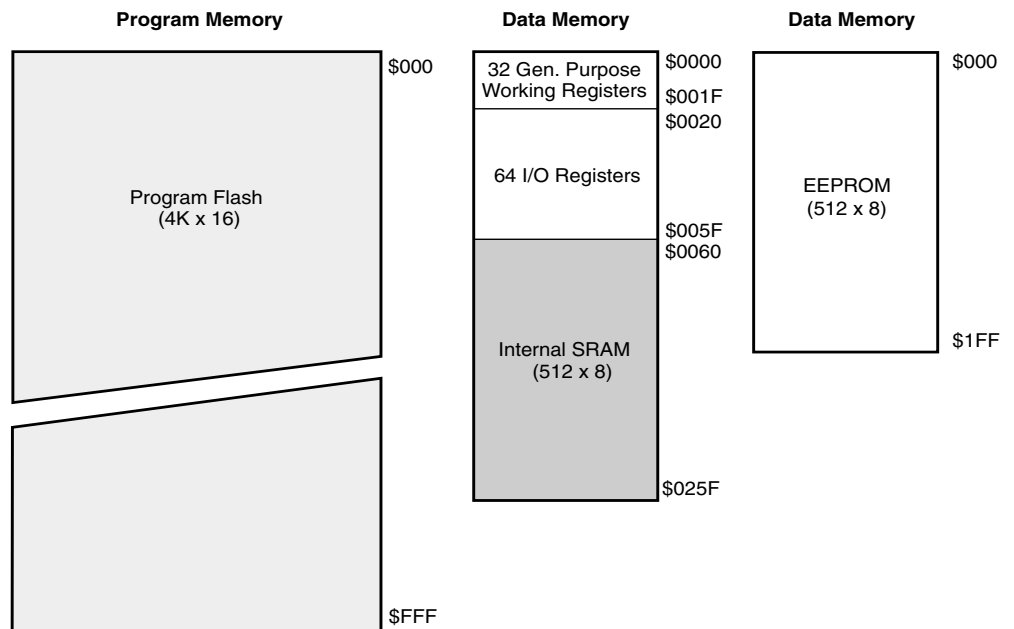 Program Memory
$000
Program Flash
(4K x 16)
$FFF
Data Memory
32 Gen. Purpose
Working Registers
$0000
$001F
$0020
64 I/O Registers
$005F
$0060
Internal SRAM
(512 x 8)
$025F
Data Memory
$000
EEPROM
(512 x 8)
$1FF